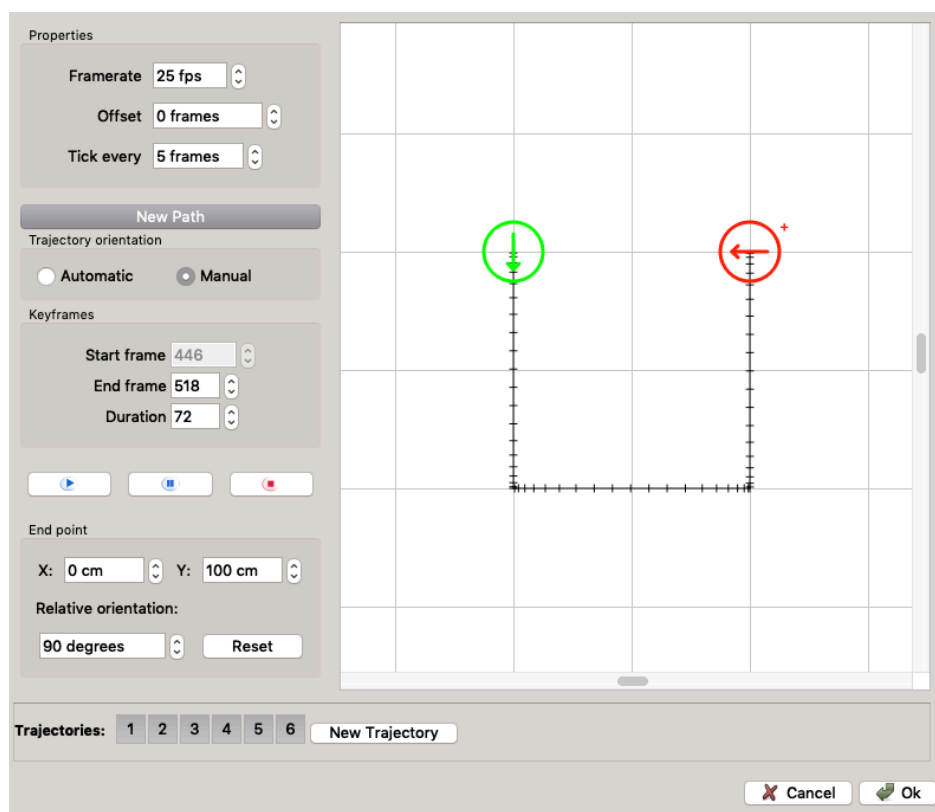 Properties
Framerate 25 fps
Offset 0 frames
Tick every 5 frames
New Path
Trajectory orientation
Automatic Manual
Keyframes
Start frame 446
End frame 518
Duration 72
End point
X: 0 cm Y: 100 cm
Relative orientation:
90 degrees Reset
Trajectories: 1 2 3 4 5 6 New Trajectory
Cancel Ok